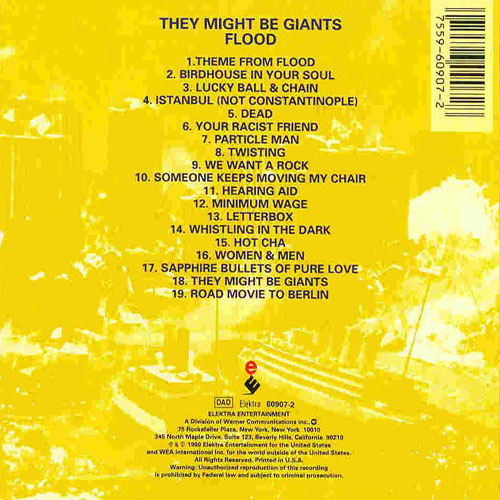 THEY MIGHT BE GIANTS
FLOOD
1.THEME FROM FLOOD
2. BIRDHOUSE IN YOUR SOUL
3. LUCKY BALL & CHAIN
4. ISTANBUL (NOT CONSTANTINOPLE)
5. DEAD
6. YOUR RACIST FRIEND
7. PARTICLE MAN
8. TWISTING
9. WE WANT A ROCK
10. SOMEONE KEEPS MOVING MY CHAIR
11. HEARING AID
12. MINIMUM WAGE
13. LETTERBOX
14. WHISTLING IN THE DARK
15. HOT CHA
16. WOMEN & MEN
17. SAPPHIRE BULLETS OF PURE LOVE
18. THEY MIGHT BE GIANTS
19. ROAD MOVIE TO BERLIN
7559-60907-2
e
DAD Elektra 60907-2
ELEKTRA ENTERTAINMENT
A Division of Warner Communications Inc.
75 Rockefeller Plaza, New York, New York 10019
345 North Maple Drive, Suite 123, Beverly Hills, California 90210
℗ & © 1990 Elektra Entertainment for the United States
and WEA International Inc. for the world outside of the United States.
All Rights Reserved. Printed in U.S.A.
Warning: Unauthorized reproduction of this recording
is prohibited by Federal law and subject to criminal prosecution.